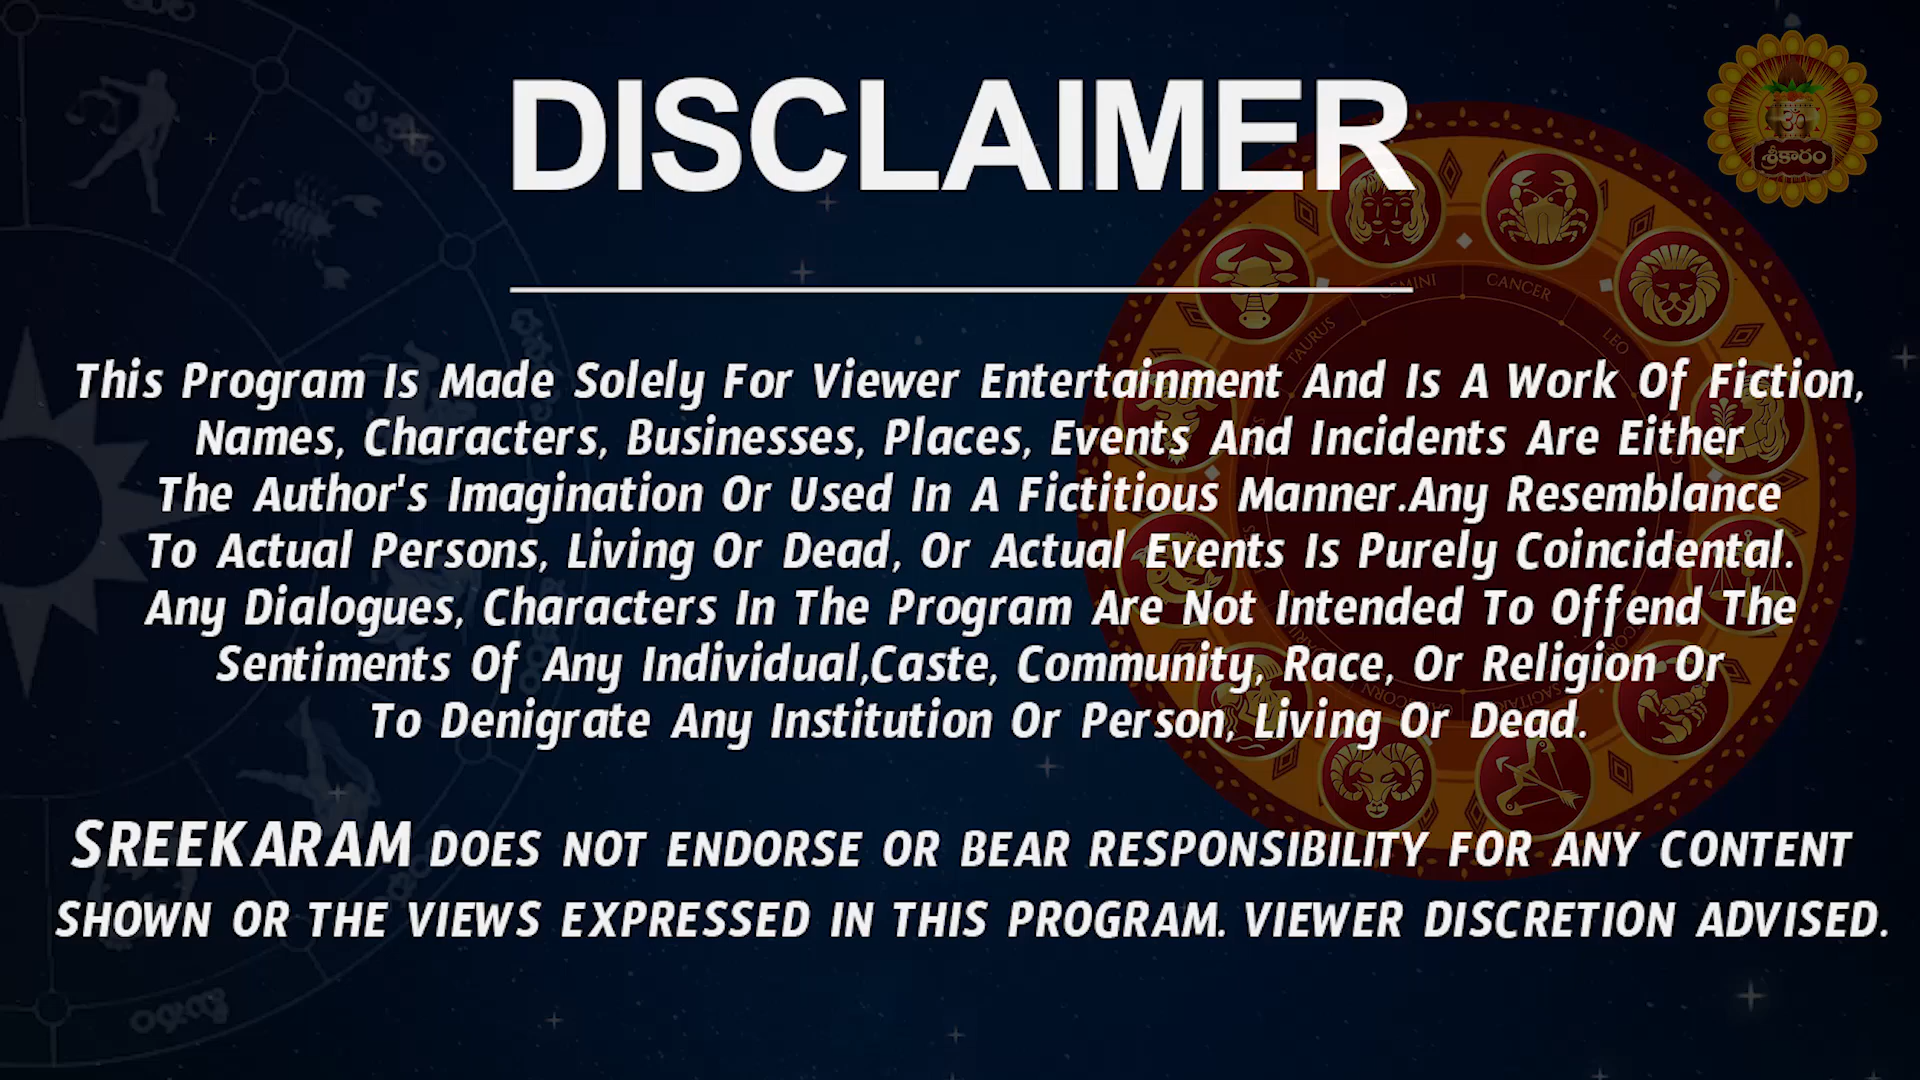 DISCLAIMER
శ్రీకారం
GEMINI
CANCER
TAURUS
LEO
This Program Is Made Solely For Viewer Entertainment And Is A Work Of Fiction,
Names, Characters, Businesses, Places, Events And Incidents Are Either
The Author's Imagination Or Used In A Fictitious Manner.Any Resemblance
To Actual Persons, Living Or Dead, Or Actual Events Is Purely Coincidental.
Any Dialogues, Characters In The Program Are Not Intended To Offend The
Sentiments Of Any Individual,Caste, Community, Race, Or Religion Or
To Denigrate Any Institution Or Person, Living Or Dead.
SREEKARAM DOES NOT ENDORSE OR BEAR RESPONSIBILITY FOR ANY CONTENT
SHOWN OR THE VIEWS EXPRESSED IN THIS PROGRAM. VIEWER DISCRETION ADVISED.